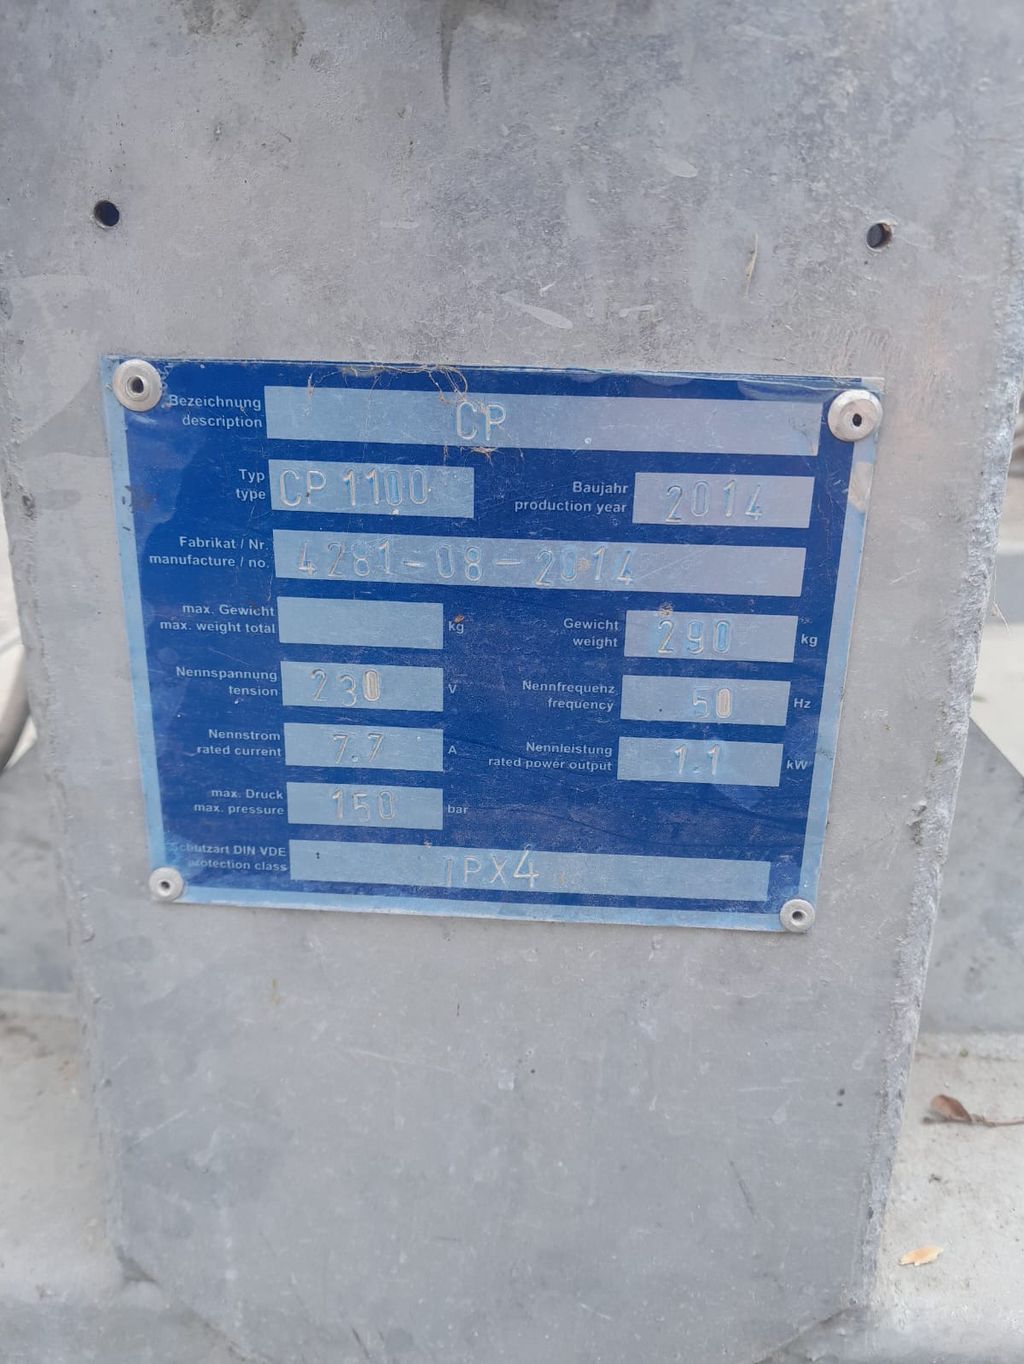 Bezeichnung
description
CP
Typ
type
CP 1100
Baujahr
production year
2014
Fabrikat / Nr.
manufacture / no.
4281-08-2014
max. Gewicht
max. weight total
kg
Gewicht
weight
290
kg
Nennspannung
tension
230
V
Nennfrequenz
frequency
50
Hz
Nennstrom
rated current
7.7
A
Nennleistung
rated power output
1.1
kW
max. Druck
max. pressure
150
bar
Schutzart DIN VDE
protection class
IPX4